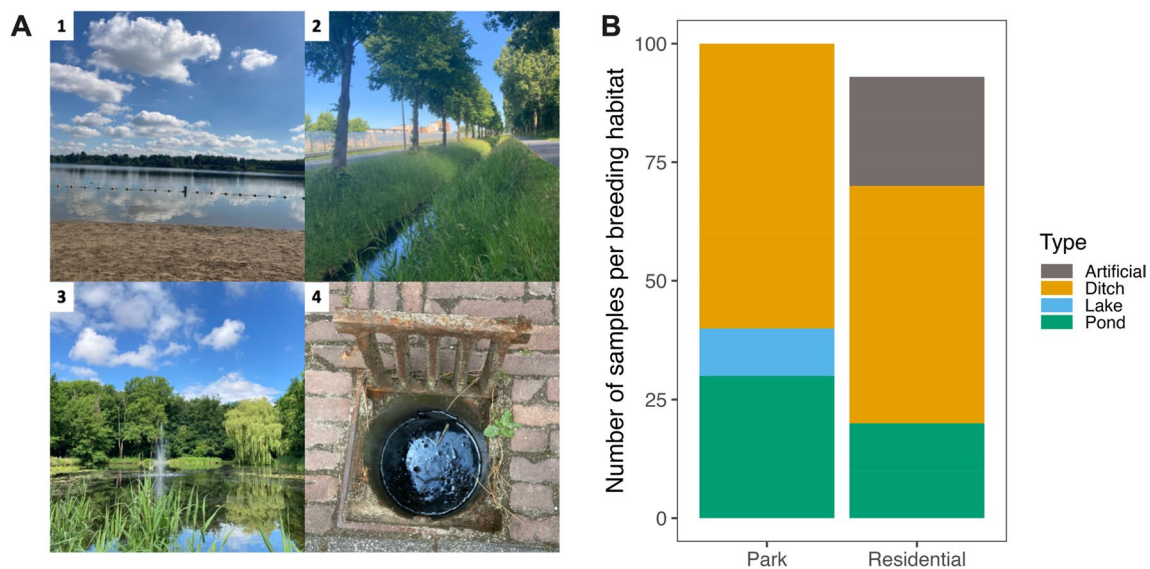 A
1
2
3
4
B
Number of samples per breeding habitat
100
75
50
25
0
Park
Residential
Type
Artificial
Ditch
Lake
Pond